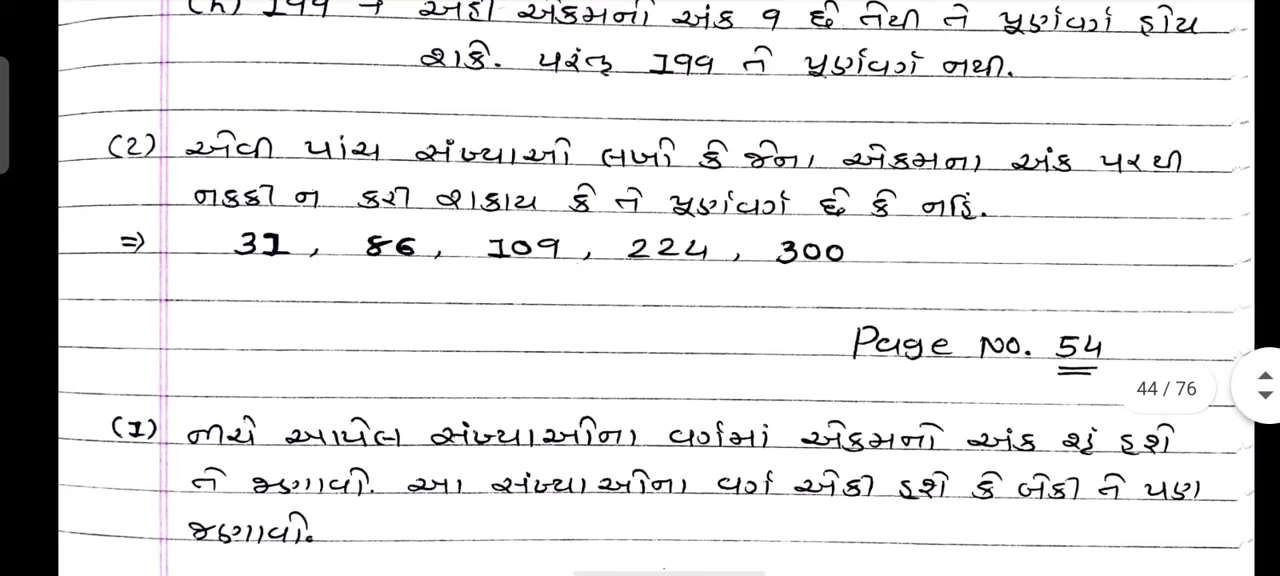 (h) 199 → અહીં એકમનો અંક 9 છે તેથી તે પૂર્ણવર્ગ હોય
શકે. પરંતુ 199 તે પૂર્ણવર્ગ નથી.
(2) એવી પાંચ સંખ્યાઓ લખો કે જેના એકમના અંક પરથી
નક્કી ન કરી શકાય કે તે પૂર્ણવર્ગ છે કે નહિ.
⇒ 31, 86, 109, 224, 300
Page No. 54
44 / 76
(1) નીચે આપેલ સંખ્યાઓના વર્ગમાં એકમનો અંક શું હશે
તે જણાવો. આ સંખ્યાઓના વર્ગ એકી હશે કે બેકી તે પણ
જણાવો.